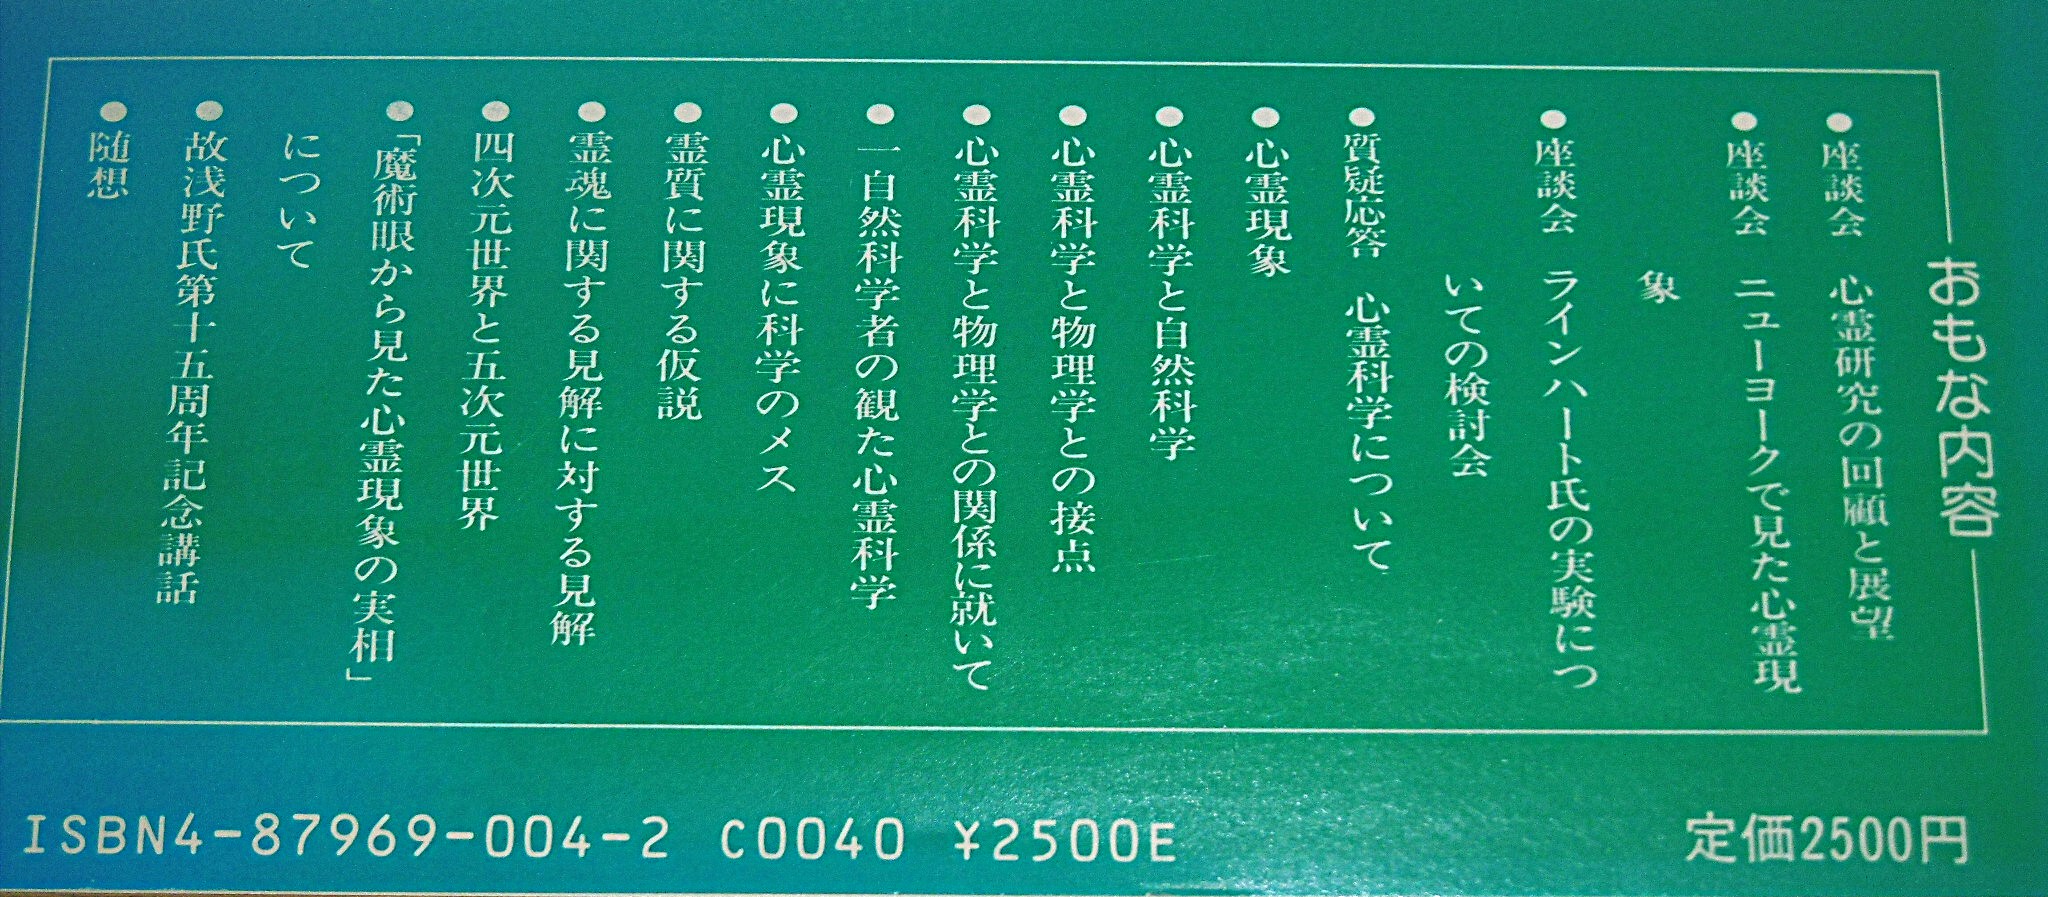 おもな内容
●座談会 心霊研究の回顧と展望
●座談会 ニューヨークで見た心霊現
象
●座談会 ラインハート氏の実験につ
いての検討会
●質疑応答 心霊科学について
●心霊現象
●心霊科学と自然科学
●心霊科学と物理学との接点
●心霊科学と物理学との関係に就いて
●一自然科学者の観た心霊科学
●心霊現象に科学のメス
●霊質に関する仮説
●霊魂に関する見解に対する見解
●四次元世界と五次元世界
●「魔術眼から見た心霊現象の実相」
について
●故浅野氏第十五周年記念講話
●随想
ISBN4-87969-004-2 C0040 ¥2500E
定価2500円